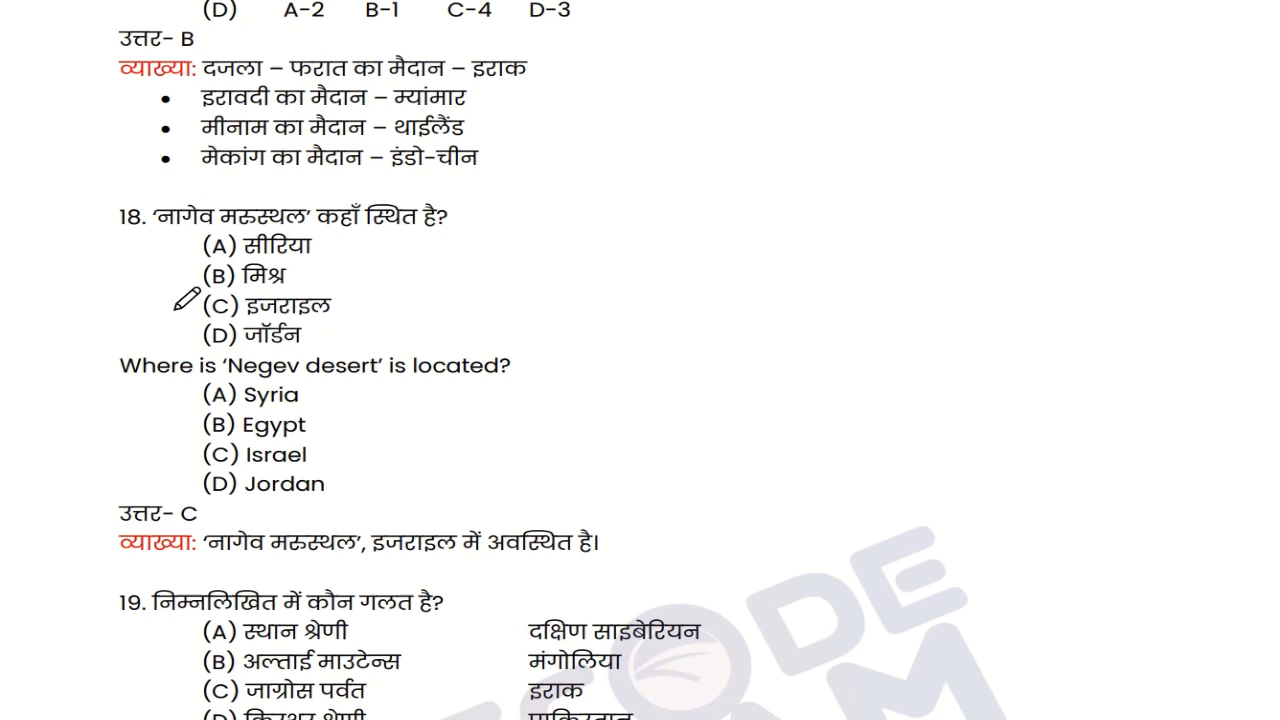 (D) A-2 B-1 C-4 D-3
उत्तर- B
व्याख्या: दजला – फरात का मैदान – इराक
• इरावदी का मैदान – म्यांमार
• मीनाम का मैदान – थाईलैंड
• मेकांग का मैदान – इंडो-चीन
18. ‘नागेव मरुस्थल’ कहाँ स्थित है?
(A) सीरिया
(B) मिश्र
(C) इजराइल
(D) जॉर्डन
Where is ‘Negev desert’ is located?
(A) Syria
(B) Egypt
(C) Israel
(D) Jordan
उत्तर- C
व्याख्या: ‘नागेव मरुस्थल’, इजराइल में अवस्थित है।
19. निम्नलिखित में कौन गलत है?
(A) स्थान श्रेणी दक्षिण साइबेरियन
(B) अल्ताई माउटेन्स मंगोलिया
(C) जाग्रोस पर्वत इराक